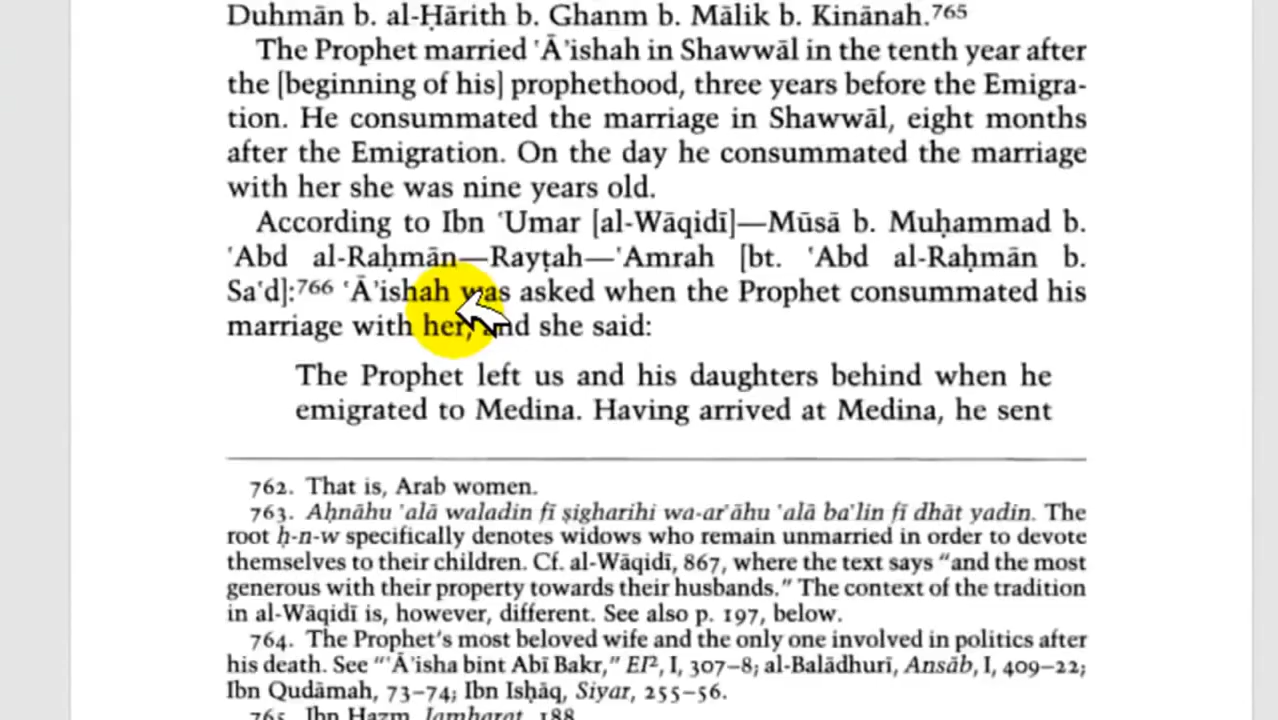 Duhmān b. al-Ḥārith b. Ghanm b. Mālik b. Kinānah.765
The Prophet married ʿĀʾishah in Shawwāl in the tenth year after
the [beginning of his] prophethood, three years before the Emigra-
tion. He consummated the marriage in Shawwāl, eight months
after the Emigration. On the day he consummated the marriage
with her she was nine years old.
According to Ibn ʿUmar [al-Wāqidī]—Mūsā b. Muḥammad b.
ʿAbd al-Raḥmān—Rayṭah—ʿAmrah [bt. ʿAbd al-Raḥmān b.
Saʿd]:766 ʿĀʾishah was asked when the Prophet consummated his
marriage with her, and she said:
The Prophet left us and his daughters behind when he
emigrated to Medina. Having arrived at Medina, he sent
762. That is, Arab women.
763. Aḥnāhu ʿalā waladin fī ṣigharihi wa-arʿāhu ʿalā baʿlin fī dhāt yadin. The
root ḥ-n-w specifically denotes widows who remain unmarried in order to devote
themselves to their children. Cf. al-Wāqidī, 867, where the text says "and the most
generous with their property towards their husbands." The context of the tradition
in al-Wāqidī is, however, different. See also p. 197, below.
764. The Prophet's most beloved wife and the only one involved in politics after
his death. See "ʿĀʾisha bint Abī Bakr," EI², I, 307–8; al-Balādhurī, Ansāb, I, 409–22;
Ibn Qudāmah, 73–74; Ibn Isḥāq, Siyar, 255–56.
765. Ibn Ḥazm, Jamharat, 188.